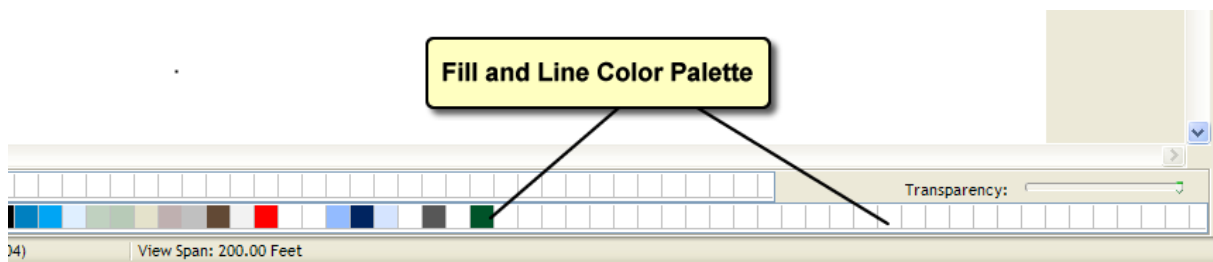 Fill and Line Color Palette
Transparency:
04) View Span: 200.00 Feet